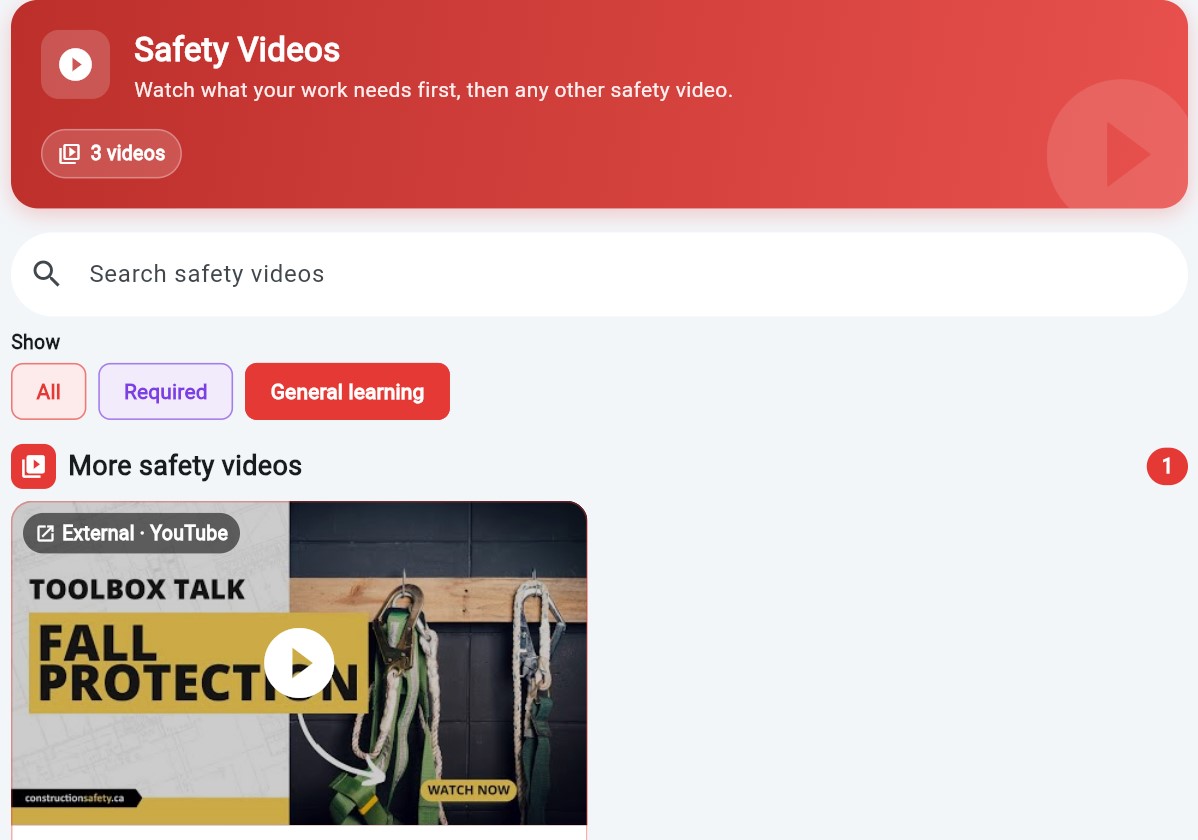 Safety Videos
Watch what your work needs first, then any other safety video.
3 videos
Search safety videos
Show
All
Required
General learning
More safety videos
1
External · YouTube
TOOLBOX TALK
FALL
PROTECTION
WATCH NOW
constructionsafety.ca